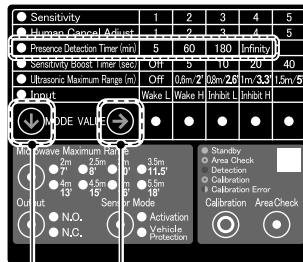 Sensitivity 1 2 3 4 5
Human Cancel Adjust 1 2 3 4 5
Presence Detection Timer (min) 5 60 180 Infinity
Sensitivity Boost Timer (sec) Off 5 10 20 40
Ultrasonic Maximum Range (m) Off 0.6m/2' 0.8m/2.6' 1m/3.3' 1.5m/5'
Input Wake L Wake H Inhibit L Inhibit H
MODE VALUE
Microwave Maximum Range
2m 2.5m 3m 3.5m
7' 8' 10' 11.5'
4m 4.5m 5m 5.5m
13' 15' 16' 18'
Output Sensor Mode
N.O. Activation
N.C. Vehicle Protection
Standby
Area Check
Detection
Calibration
Calibration Error
Calibration Area Check